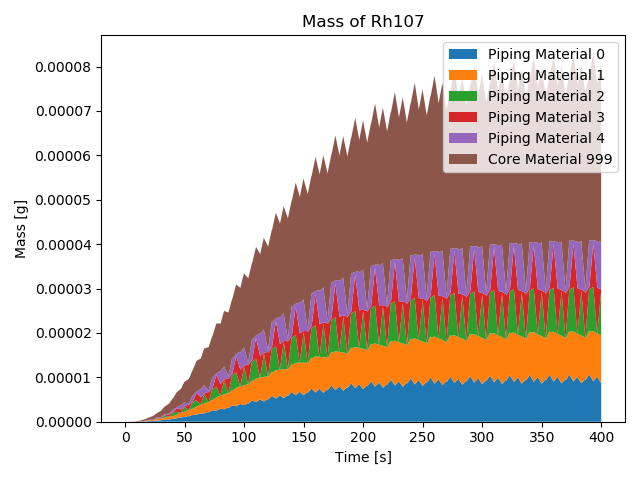 Mass of Rh107
Piping Material 0
Piping Material 1
Piping Material 2
Piping Material 3
Piping Material 4
Core Material 999
Mass [g]
0.00008
0.00007
0.00006
0.00005
0.00004
0.00003
0.00002
0.00001
0.00000
0 50 100 150 200 250 300 350 400
Time [s]